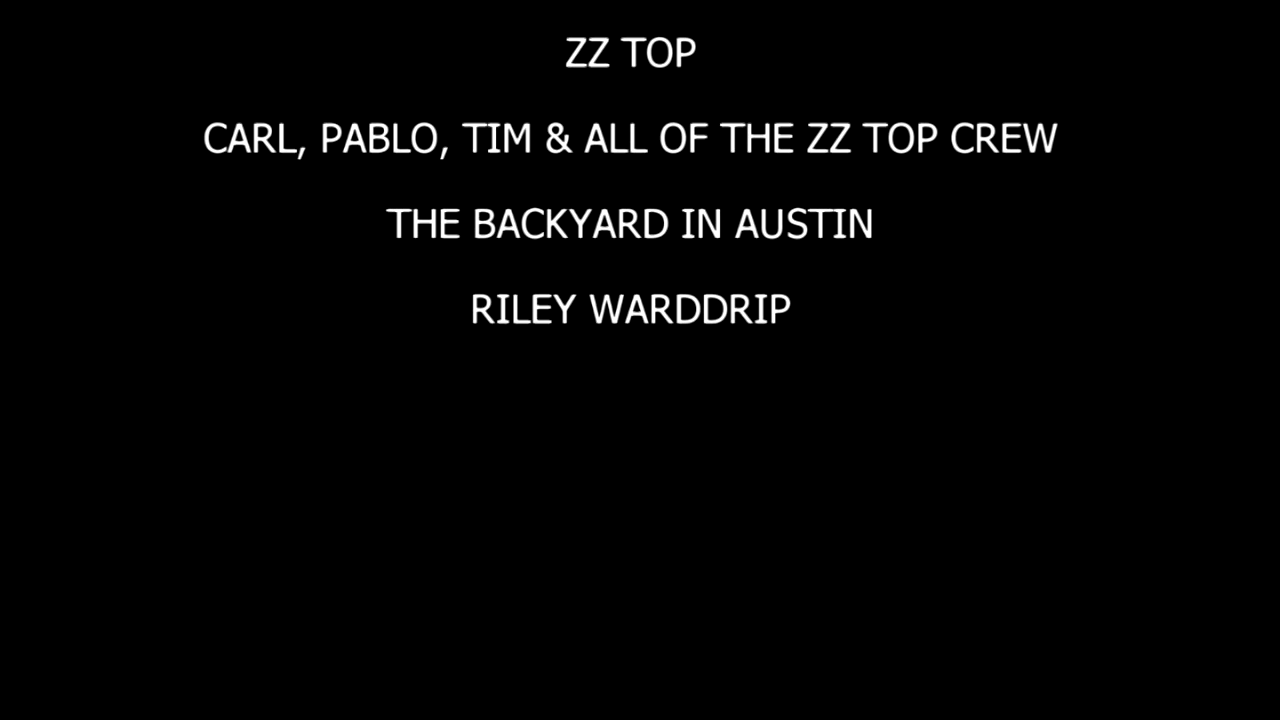 ZZ TOP
CARL, PABLO, TIM & ALL OF THE ZZ TOP CREW
THE BACKYARD IN AUSTIN
RILEY WARDDRIP